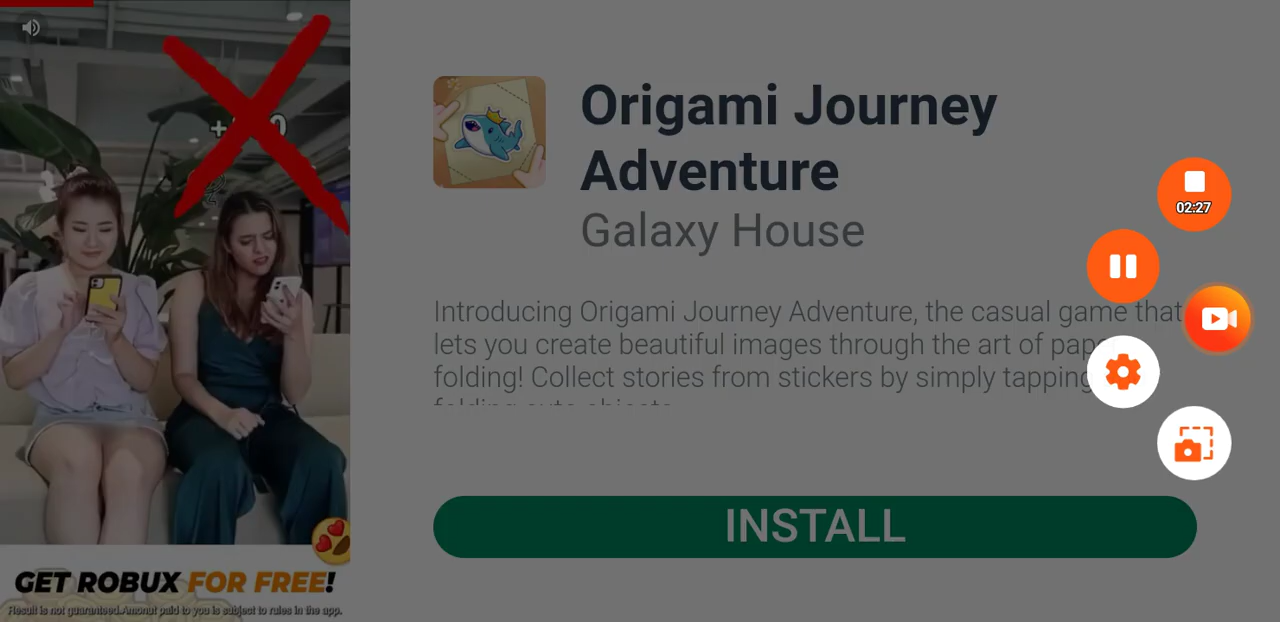 Origami Journey
Adventure
Galaxy House
Introducing Origami Journey Adventure, the casual game that
lets you create beautiful images through the art of
folding! Collect stories from stickers by simply tapping
INSTALL
02:27
GET ROBUX FOR FREE!
Result is not guaranteed.Amonut paid to you is subject to rules in the app.